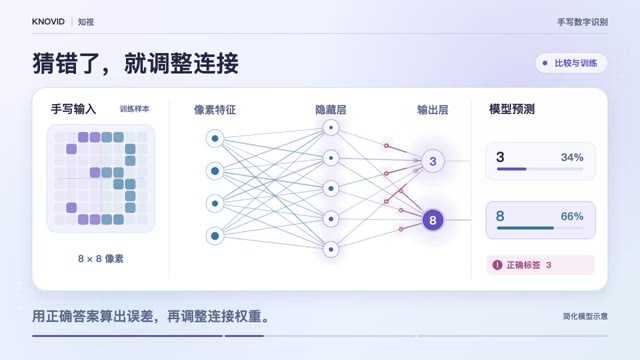 KNOVID | 知视
手写数字识别
猜错了，就调整连接
比较与训练
手写输入 训练样本
像素特征
隐藏层
输出层
模型预测
3
8
3 34%
8 66%
! 正确标签 3
8 × 8 像素
用正确答案算出误差，再调整连接权重。
简化模型示意